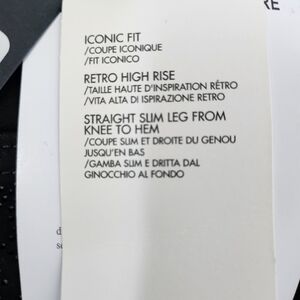 RE
ICONIC FIT
/COUPE ICONIQUE
/FIT ICONICO
RETRO HIGH RISE
/TAILLE HAUTE D'INSPIRATION RÉTRO
/VITA ALTA DI ISPIRAZIONE RETRO
STRAIGHT SLIM LEG FROM
KNEE TO HEM
/COUPE SLIM ET DROITE DU GENOU
JUSQU'EN BAS
/GAMBA SLIM E DRITTA DAL
GINOCCHIO AL FONDO